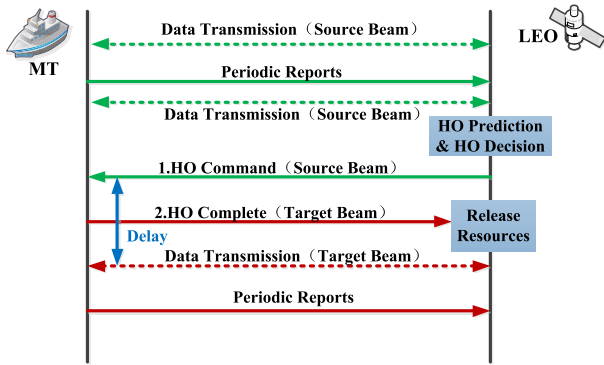 Data Transmission（Source Beam）
MT
LEO
Periodic Reports
Data Transmission（Source Beam）
HO Prediction
& HO Decision
1.HO Command（Source Beam）
2.HO Complete（Target Beam）
Release
Resources
Delay
Data Transmission（Target Beam）
Periodic Reports